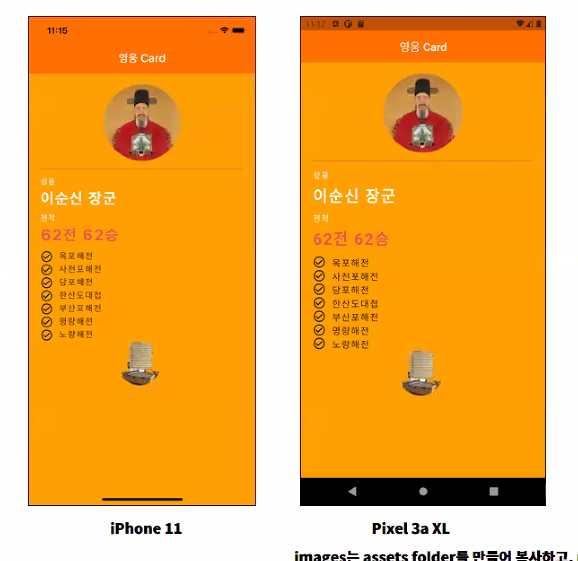 11:15
영웅 Card
성웅
이순신 장군
전적
62전 62승
옥포해전
사천포해전
당포해전
한산도대첩
부산포해전
명량해전
노량해전
iPhone 11
영웅 Card
성웅
이순신 장군
전적
62전 62승
옥포해전
사천포해전
당포해전
한산도대첩
부산포해전
명량해전
노량해전
Pixel 3a XL
images는 assets folder를 만들어 복사하고,